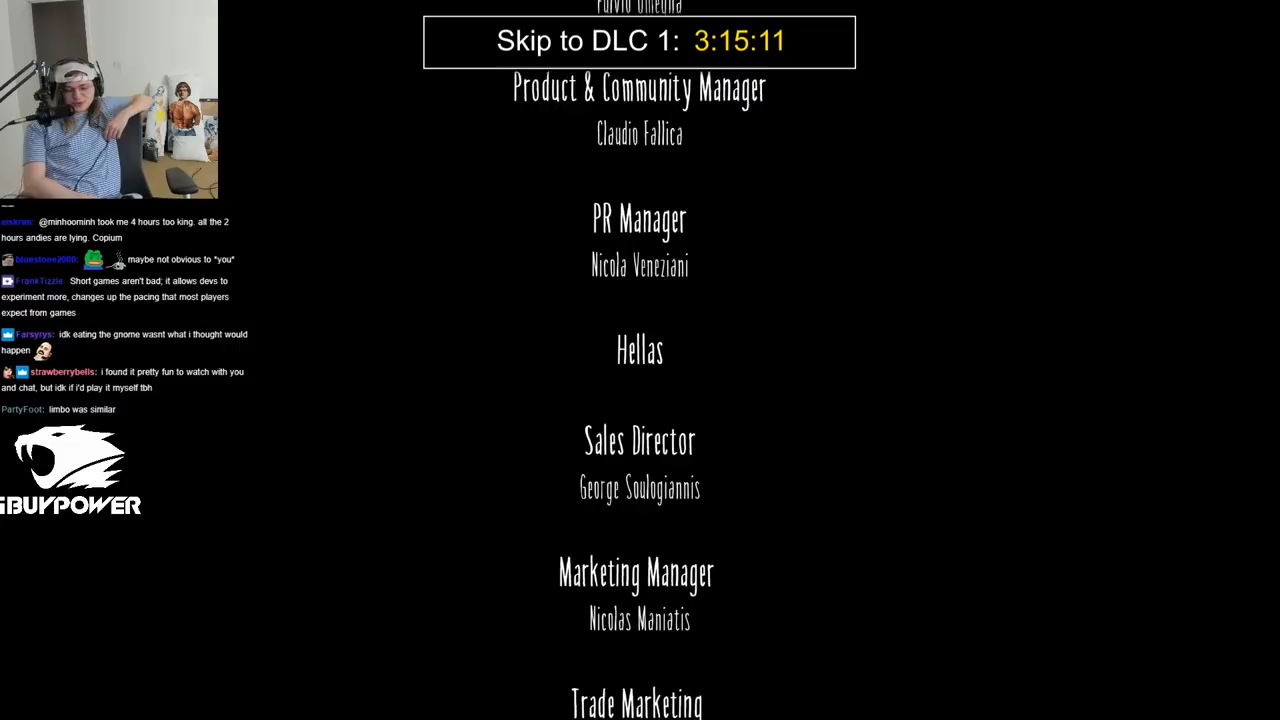 Skip to DLC 1: 3:15:11
Product & Community Manager
Claudio Fallica
PR Manager
Nicola Veneziani
Hellas
Sales Director
George Soulogiannis
Marketing Manager
Nicolas Maniatis
Trade Marketing
@minhoominh took me 4 hours too king. all the 2
hours andies are lying. Copium
bluestone2000: maybe not obvious to *you*
FrankTizzle: Short games aren't bad; it allows devs to
experiment more, changes up the pacing that most players
expect from games
Farsyrys: idk eating the gnome wasnt what i thought would
happen
strawberrybells: i found it pretty fun to watch with you
and chat, but idk if i'd play it myself tbh
PartyFoot: limbo was similar
iBUYPOWER